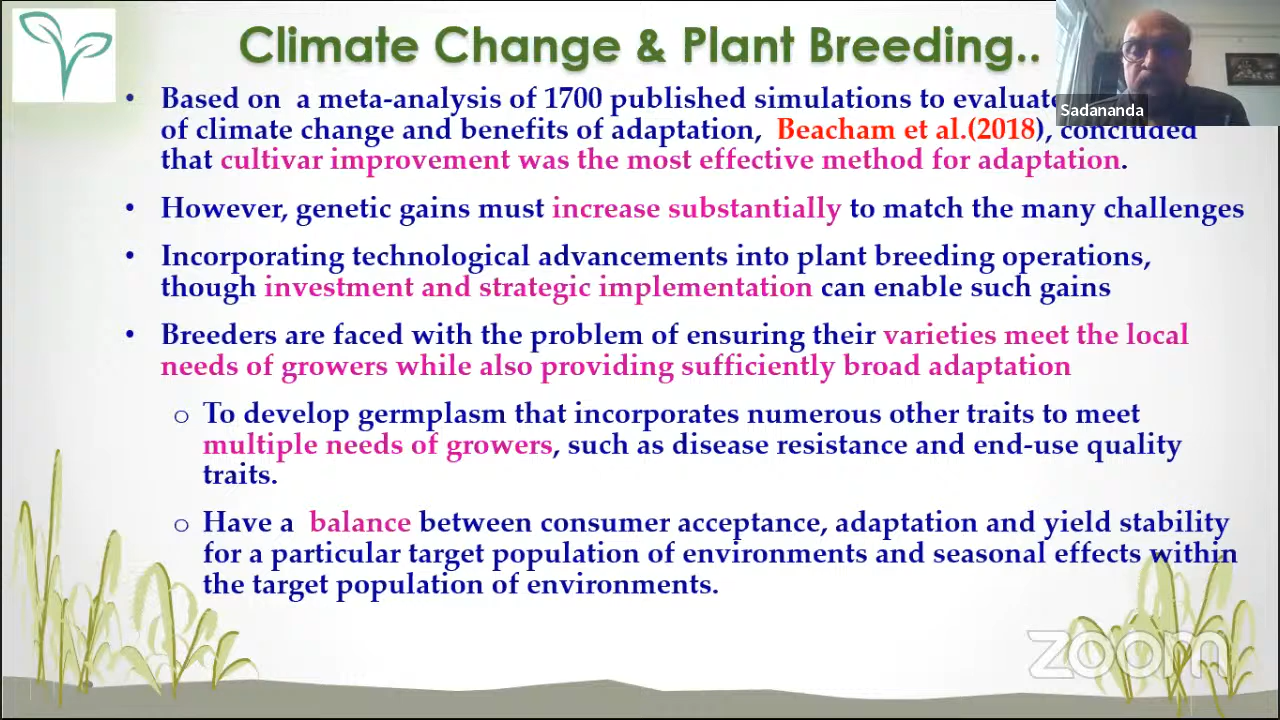 Climate Change & Plant Breeding..
Sadananda
• Based on a meta-analysis of 1700 published simulations to evaluate
of climate change and benefits of adaptation, Beacham et al.(2018), concluded
that cultivar improvement was the most effective method for adaptation.
• However, genetic gains must increase substantially to match the many challenges
• Incorporating technological advancements into plant breeding operations,
though investment and strategic implementation can enable such gains
• Breeders are faced with the problem of ensuring their varieties meet the local
needs of growers while also providing sufficiently broad adaptation
o To develop germplasm that incorporates numerous other traits to meet
multiple needs of growers, such as disease resistance and end-use quality
traits.
o Have a balance between consumer acceptance, adaptation and yield stability
for a particular target population of environments and seasonal effects within
the target population of environments.
zoom